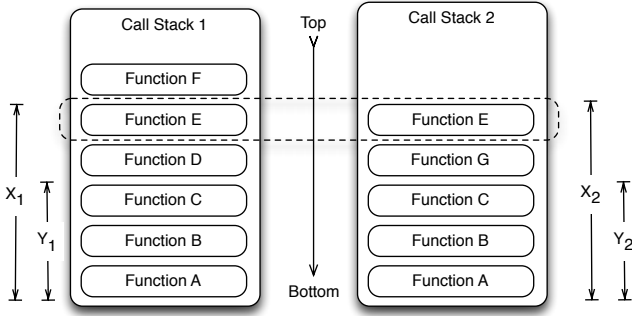 Call Stack 1
Top
Call Stack 2
Function F
Function E
Function E
Function D
Function G
X1
X2
Function C
Function C
Y1
Y2
Function B
Function B
Function A
Function A
Bottom